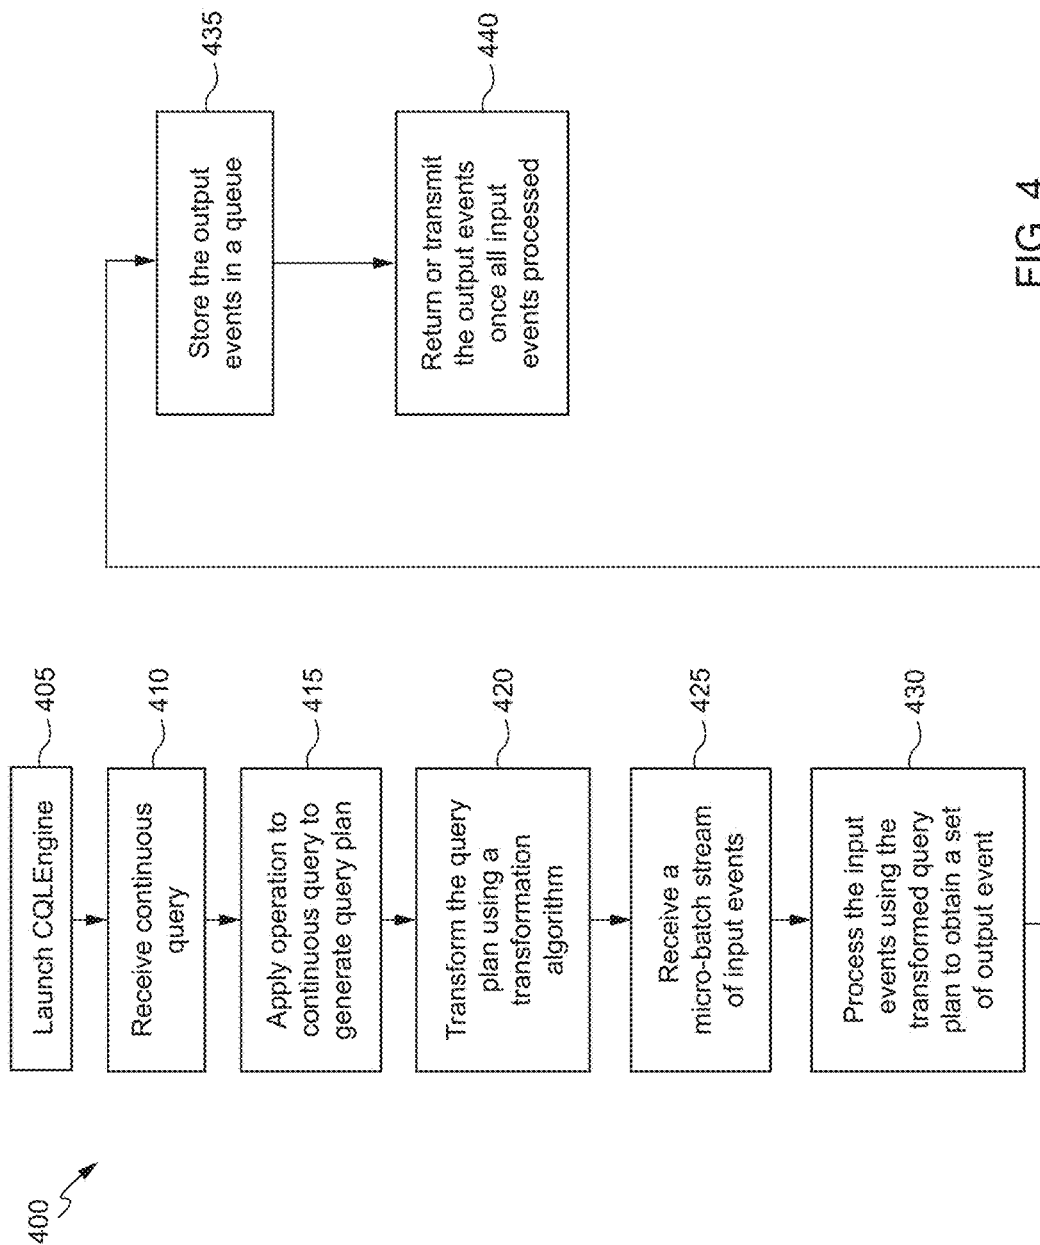 400
Launch CQLEngine
405
Receive continuous
query
410
Apply operation to
continuous query to
generate query plan
415
Transform the query
plan using a
transformation
algorithm
420
Receive a
micro-batch stream
of input events
425
Process the input
events using the
transformed query
plan to obtain a set
of output event
430
Store the output
events in a queue
435
Return or transmit
the output events
once all input
events processed
440
FIG. 4